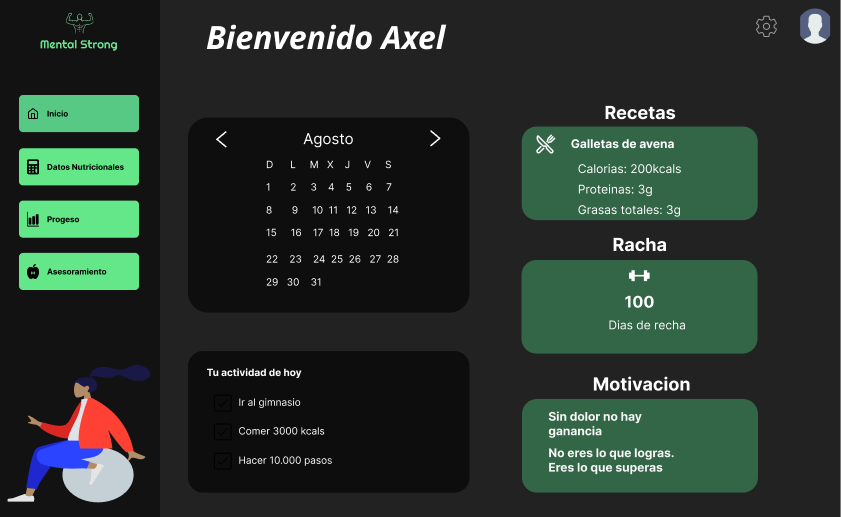 Mental Strong
Bienvenido Axel
Inicio
Datos Nutricionales
Progeso
Asesoramiento
Agosto
D L M X J V S
1 2 3 4 5 6 7
8 9 10 11 12 13 14
15 16 17 18 19 20 21
22 23 24 25 26 27 28
29 30 31
Tu actividad de hoy
Ir al gimnasio
Comer 3000 kcals
Hacer 10.000 pasos
Recetas
Galletas de avena
Calorias: 200kcals
Proteinas: 3g
Grasas totales: 3g
Racha
100
Dias de recha
Motivacion
Sin dolor no hay
ganancia
No eres lo que logras.
Eres lo que superas